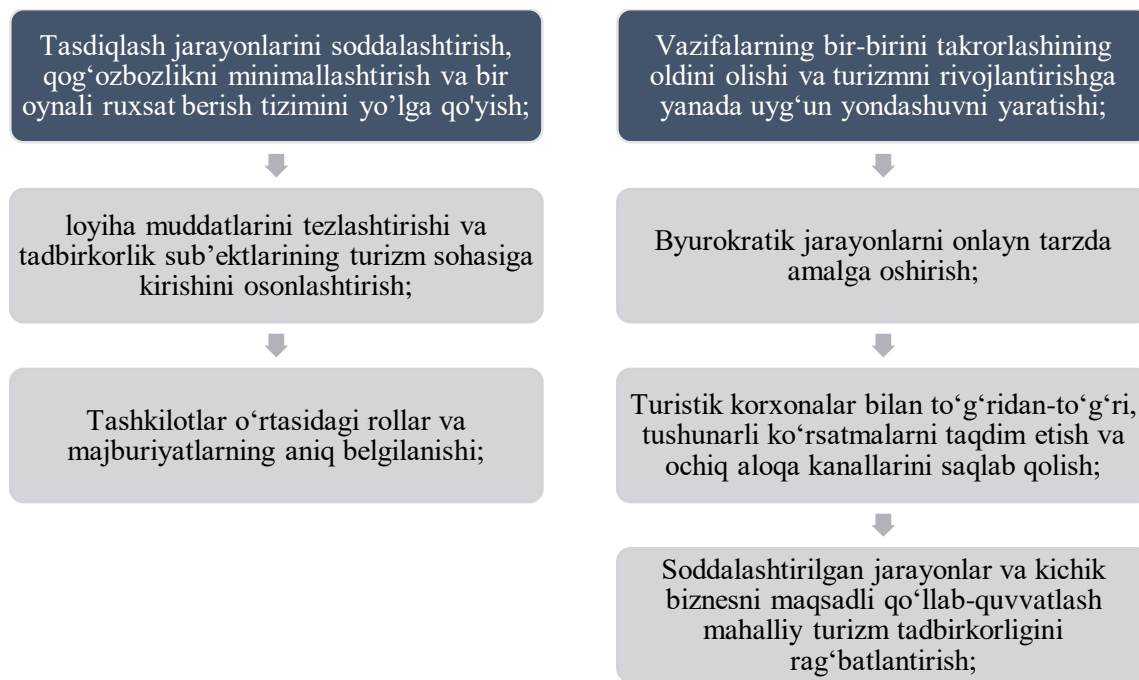 Tasdiqlash jarayonlarini soddalashtirish,
qog‘ozbozlikni minimallashtirish va bir
oynali ruxsat berish tizimini yo’lga qo'yish;
loyiha muddatlarini tezlashtirishi va
tadbirkorlik sub’ektlarining turizm sohasiga
kirishini osonlashtirish;
Tashkilotlar o‘rtasidagi rollar va
majburiyatlarning aniq belgilanishi;
Vazifalarning bir-birini takrorlashining
oldini olishi va turizmni rivojlantirishga
yanada uyg‘un yondashuvni yaratishi;
Byurokratik jarayonlarni onlayn tarzda
amalga oshirish;
Turistik korxonalar bilan to‘g‘ridan-to‘g‘ri,
tushunarli ko‘rsatmalarni taqdim etish va
ochiq aloqa kanallarini saqlab qolish;
Soddalashtirilgan jarayonlar va kichik
biznesni maqsadli qo‘llab-quvvatlash
mahalliy turizm tadbirkorligini
rag‘batlantirish;